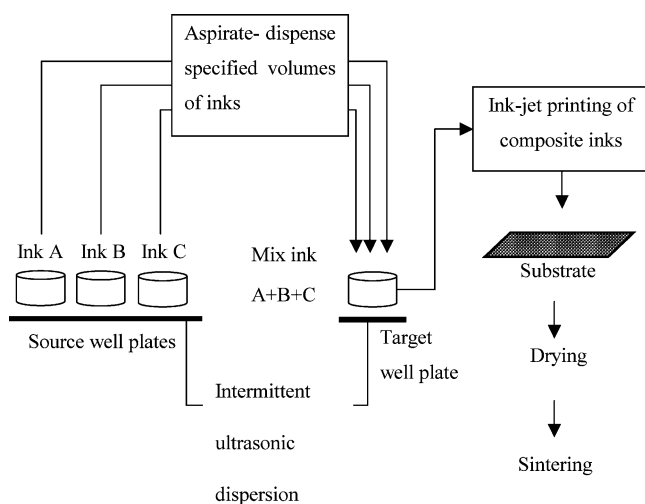 Aspirate- dispense
specified volumes
of inks
Ink-jet printing of
composite inks
Ink A
Ink B
Ink C
Mix ink
A+B+C
Substrate
Source well plates
Target
well plate
Drying
Intermittent
ultrasonic
dispersion
Sintering